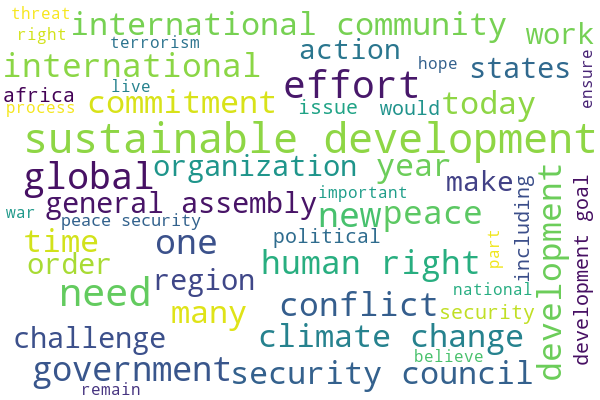 threat
international community
work
right
terrorism
action
hope
states
international
ensure
live
effort
africa
commitment
issue
would
today
process
sustainable development
global
organization
year
make
including
general assembly
important
new
peace
development
development goal
war
peace security
time
one
political
part
order
human right
region
need
national
many
conflict
security
challenge
climate change
government
security council
believe
remain